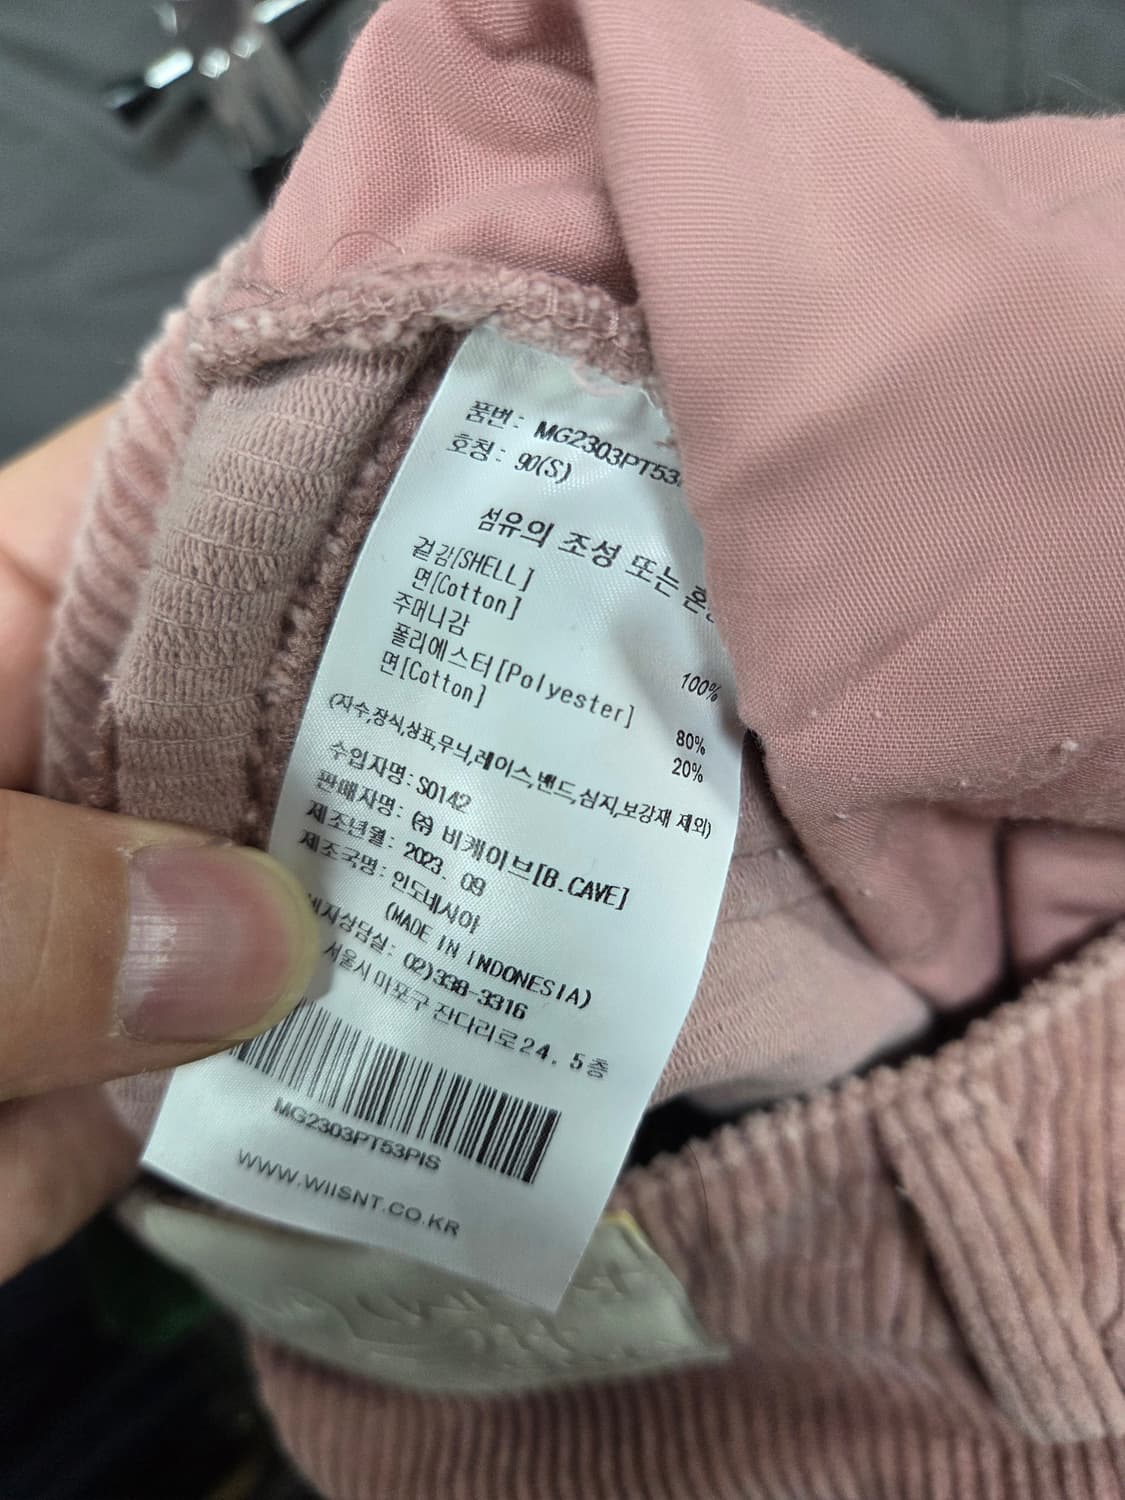 품번: MG2303PT53
호칭: 90(S)
섬유의 조성 또는
겉감[SHELL]
면[Cotton] 100%
주머니감
폴리에스터[Polyester] 80%
면[Cotton] 20%
(자수,장식,상표,무늬,레이스,밴드,심지,보강재 제외)
수입자명: S0142
판매자명: ㈜ 비케이브[B.CAVE]
제조년월: 2023. 09
제조국명: 인도네시아
(MADE IN INDONESIA)
비자상담실: 02)338-3316
서울시 마포구 잔다리로24. 5층
MG2303PT53PIS
WWW.WIISNT.CO.KR